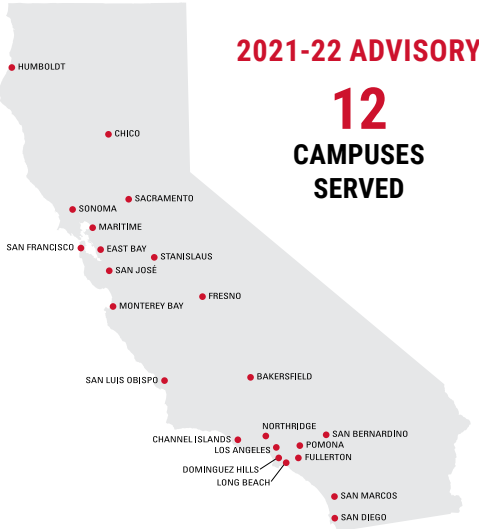 2021-22 ADVISORY
12
CAMPUSES
SERVED
HUMBOLDT
CHICO
SACRAMENTO
SONOMA
MARITIME
SAN FRANCISCO
EAST BAY
STANISLAUS
SAN JOSÉ
FRESNO
MONTEREY BAY
BAKERSFIELD
SAN LUIS OBISPO
NORTHRIDGE
SAN BERNARDINO
CHANNEL ISLANDS
POMONA
LOS ANGELES
FULLERTON
DOMINGUEZ HILLS
LONG BEACH
SAN MARCOS
SAN DIEGO